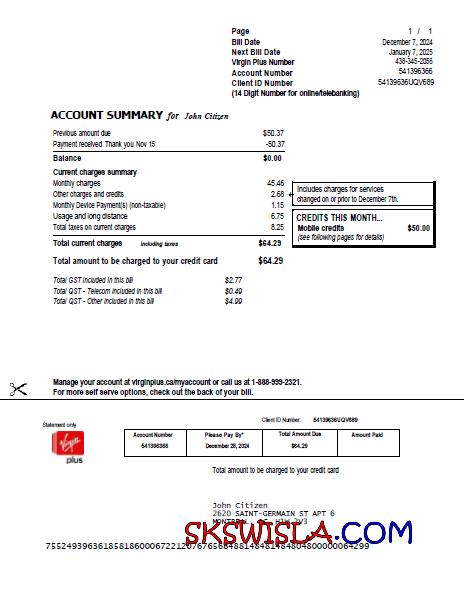 Page 1 / 1
Bill Date December 7, 2024
Next Bill Date January 7, 2025
Virgin Plus Number 438-345-2056
Account Number 541396366
Client ID Number 54139636UQV689
(14 Digit Number for online/telebanking)
ACCOUNT SUMMARY for John Citizen
Previous amount due $50.37
Payment received Thank you Nov 15 -50.37
Balance $0.00
Current charges summary
Monthly charges 45.46
Other charges and credits 2.68
Includes charges for services
changed on or prior to December 7th.
Monthly Device Payment(s) (non-taxable) 1.15
Usage and long distance 6.75
Total taxes on current charges 8.25
CREDITS THIS MONTH...
Mobile credits $50.00
(see following pages for details)
Total current charges including taxes $64.29
Total amount to be charged to your credit card $64.29
Total GST included in this bill $2.77
Total QST - Telecom included in this bill $0.49
Total QST - Other included in this bill $4.99
Manage your account at virginplus.ca/myaccount or call us at 1-888-999-2321.
For more self serve options, check out the back of your bill.
Client ID Number: 54139636UQV689
Statement only
Virgin
plus
Account Number Please Pay By* Total Amount Due Amount Paid
541396366 December 28, 2024 $64.29
Total amount to be charged to your credit card
John Citizen
2620 SAINT-GERMAIN ST APT 6
SKSWISLA.COM